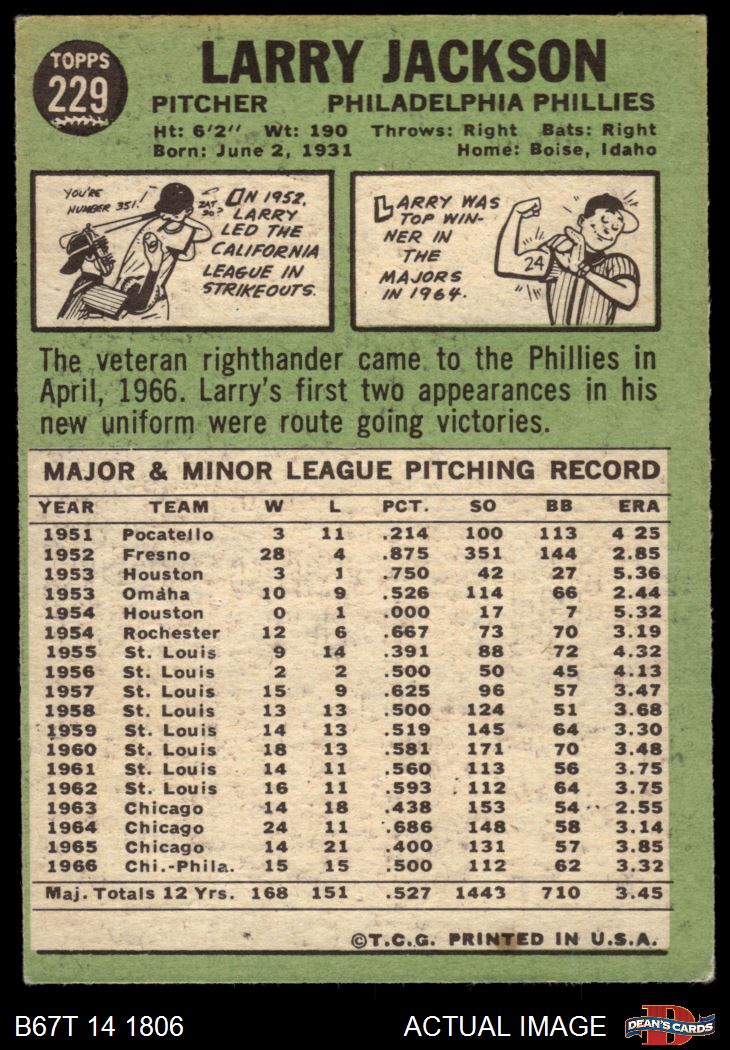 TOPPS
229
LARRY JACKSON
PITCHER PHILADELPHIA PHILLIES
Ht: 6'2" Wt: 190 Throws: Right Bats: Right
Born: June 2, 1931 Home: Boise, Idaho
YOU'RE
NUMBER 351!
ZAT
SO?
IN 1952,
LARRY
LED THE
CALIFORNIA
LEAGUE IN
STRIKEOUTS.
LARRY WAS
TOP WIN-
NER IN
THE
MAJORS
IN 1964.
24
The veteran righthander came to the Phillies in
April, 1966. Larry's first two appearances in his
new uniform were route going victories.
MAJOR & MINOR LEAGUE PITCHING RECORD
YEAR TEAM W L PCT. SO BB ERA
1951 Pocatello 3 11 .214 100 113 4 25
1952 Fresno 28 4 .875 351 144 2.85
1953 Houston 3 1 .750 42 27 5.36
1953 Omaha 10 9 .526 114 66 2.44
1954 Houston 0 1 .000 17 7 5.32
1954 Rochester 12 6 .667 73 70 3.19
1955 St. Louis 9 14 .391 88 72 4.32
1956 St. Louis 2 2 .500 50 45 4.13
1957 St. Louis 15 9 .625 96 57 3.47
1958 St. Louis 13 13 .500 124 51 3.68
1959 St. Louis 14 13 .519 145 64 3.30
1960 St. Louis 18 13 .581 171 70 3.48
1961 St. Louis 14 11 .560 113 56 3.75
1962 St. Louis 16 11 .593 112 64 3.75
1963 Chicago 14 18 .438 153 54 2.55
1964 Chicago 24 11 .686 148 58 3.14
1965 Chicago 14 21 .400 131 57 3.85
1966 Chi.-Phila. 15 15 .500 112 62 3.32
Maj. Totals 12 Yrs. 168 151 .527 1443 710 3.45
©T.C.G. PRINTED IN U.S.A.
B67T 14 1806 ACTUAL IMAGE D DEAN'S CARDS